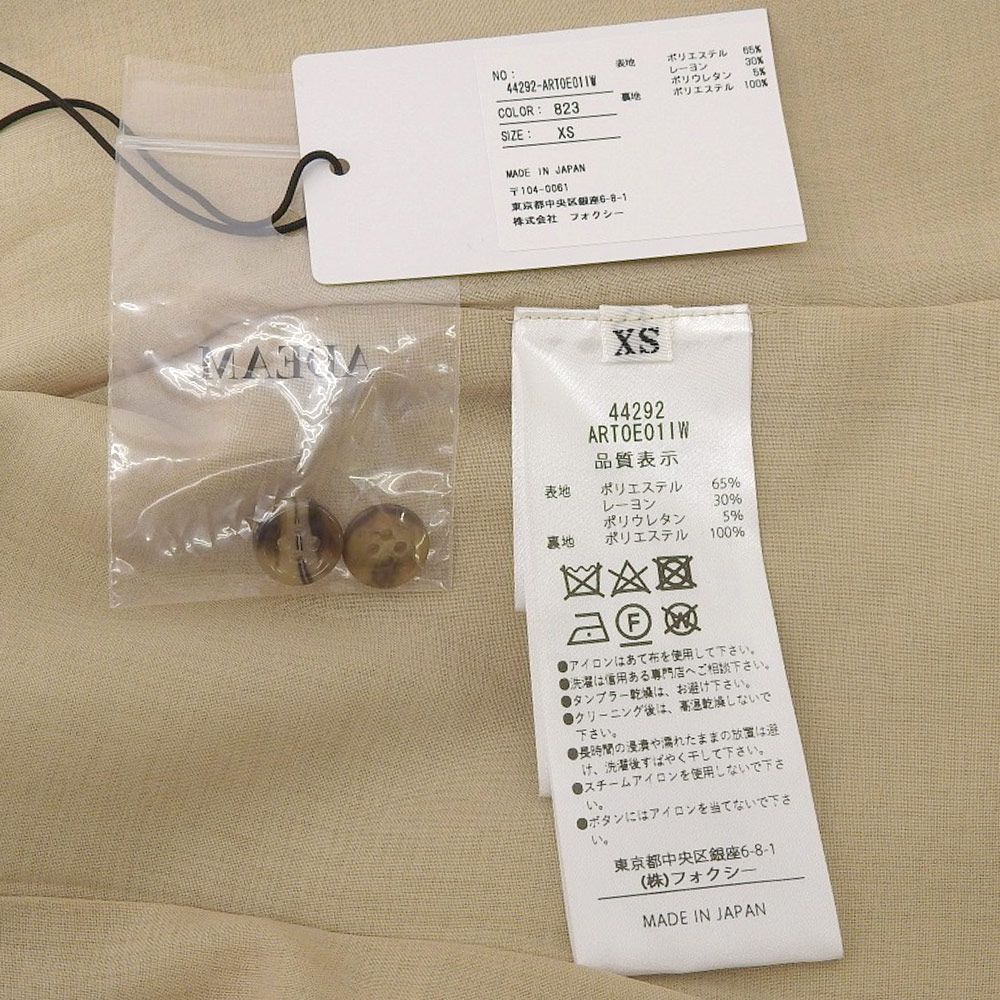 NO:
44292-ART0E01IW
COLOR: 823
SIZE: XS
表地 ポリエステル 65%
レーヨン 30%
ポリウレタン 5%
裏地 ポリエステル 100%
MADE IN JAPAN
〒104-0061
東京都中央区銀座6-8-1
株式会社 フォクシー
ADEAM
XS
44292
ART0E01IW
品質表示
表地 ポリエステル 65%
レーヨン 30%
ポリウレタン 5%
裏地 ポリエステル 100%
F
W
●アイロンはあて布を使用して下さい。
●洗濯は信用ある専門店へご相談下さい。
●タンブラー乾燥は、お避け下さい。
●クリーニング後は、高温乾燥しないで
下さい。
●長時間の浸漬や濡れたままの放置は避
け、洗濯後すばやく干して下さい。
●スチームアイロンを使用しないで下さ
い。
●ボタンにはアイロンを当てないで下さ
い。
東京都中央区銀座6-8-1
(株)フォクシー
MADE IN JAPAN